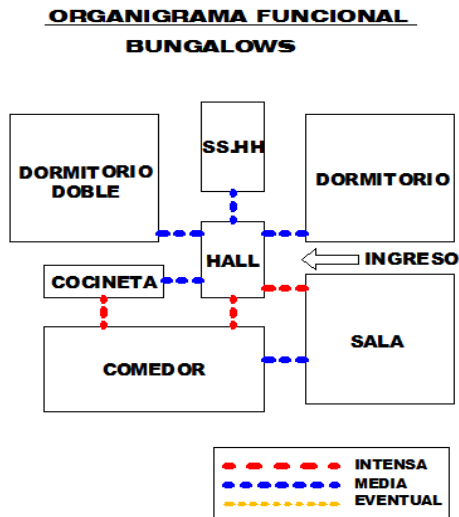 ORGANIGRAMA FUNCIONAL
BUNGALOWS
SS.HH
DORMITORIO
DOBLE
DORMITORIO
HALL
INGRESO
COCINETA
SALA
COMEDOR
INTENSA
MEDIA
EVENTUAL